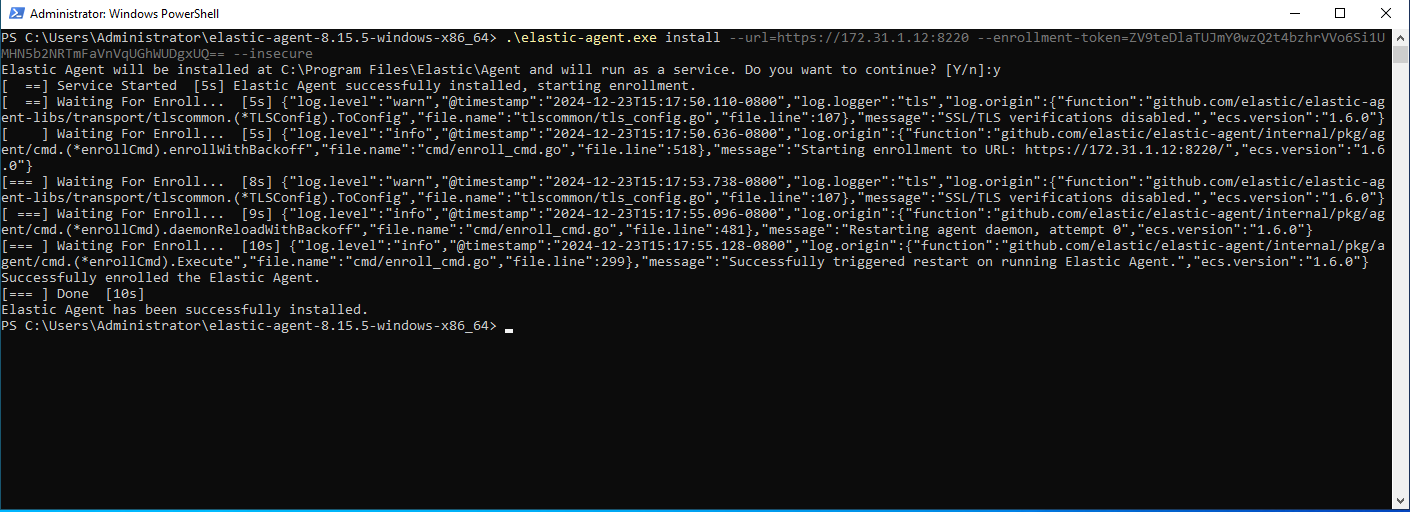 Administrator: Windows PowerShell
PS C:\Users\Administrator\elastic-agent-8.15.5-windows-x86_64> .\elastic-agent.exe install --url=https://172.31.1.12:8220 --enrollment-token=ZV9teDlaTUJmY0wzQ2t4bzhrVVo6Si1U
MHN5b2NRTmFaVnVqUGhWUDgxUQ== --insecure
Elastic Agent will be installed at C:\Program Files\Elastic\Agent and will run as a service. Do you want to continue? [Y/n]:y
[  ==] Service Started  [5s] Elastic Agent successfully installed, starting enrollment.
[  ==] Waiting For Enroll...  [5s] {"log.level":"warn","@timestamp":"2024-12-23T15:17:50.110-0800","log.logger":"tls","log.origin":{"function":"github.com/elastic/elastic-ag
ent-libs/transport/tlscommon.(*TLSConfig).ToConfig","file.name":"tlscommon/tls_config.go","file.line":107},"message":"SSL/TLS verifications disabled.","ecs.version":"1.6.0"}
[    ] Waiting For Enroll...  [5s] {"log.level":"info","@timestamp":"2024-12-23T15:17:50.636-0800","log.origin":{"function":"github.com/elastic/elastic-agent/internal/pkg/ag
ent/cmd.(*enrollCmd).enrollWithBackoff","file.name":"cmd/enroll_cmd.go","file.line":518},"message":"Starting enrollment to URL: https://172.31.1.12:8220/","ecs.version":"1.6
.0"}
[=== ] Waiting For Enroll...  [8s] {"log.level":"warn","@timestamp":"2024-12-23T15:17:53.738-0800","log.logger":"tls","log.origin":{"function":"github.com/elastic/elastic-ag
ent-libs/transport/tlscommon.(*TLSConfig).ToConfig","file.name":"tlscommon/tls_config.go","file.line":107},"message":"SSL/TLS verifications disabled.","ecs.version":"1.6.0"}
[ ===] Waiting For Enroll...  [9s] {"log.level":"info","@timestamp":"2024-12-23T15:17:55.096-0800","log.origin":{"function":"github.com/elastic/elastic-agent/internal/pkg/ag
ent/cmd.(*enrollCmd).daemonReloadWithBackoff","file.name":"cmd/enroll_cmd.go","file.line":481},"message":"Restarting agent daemon, attempt 0","ecs.version":"1.6.0"}
[=== ] Waiting For Enroll...  [10s] {"log.level":"info","@timestamp":"2024-12-23T15:17:55.128-0800","log.origin":{"function":"github.com/elastic/elastic-agent/internal/pkg/a
gent/cmd.(*enrollCmd).Execute","file.name":"cmd/enroll_cmd.go","file.line":299},"message":"Successfully triggered restart on running Elastic Agent.","ecs.version":"1.6.0"}
Successfully enrolled the Elastic Agent.
[=== ] Done  [10s]
Elastic Agent has been successfully installed.
PS C:\Users\Administrator\elastic-agent-8.15.5-windows-x86_64>